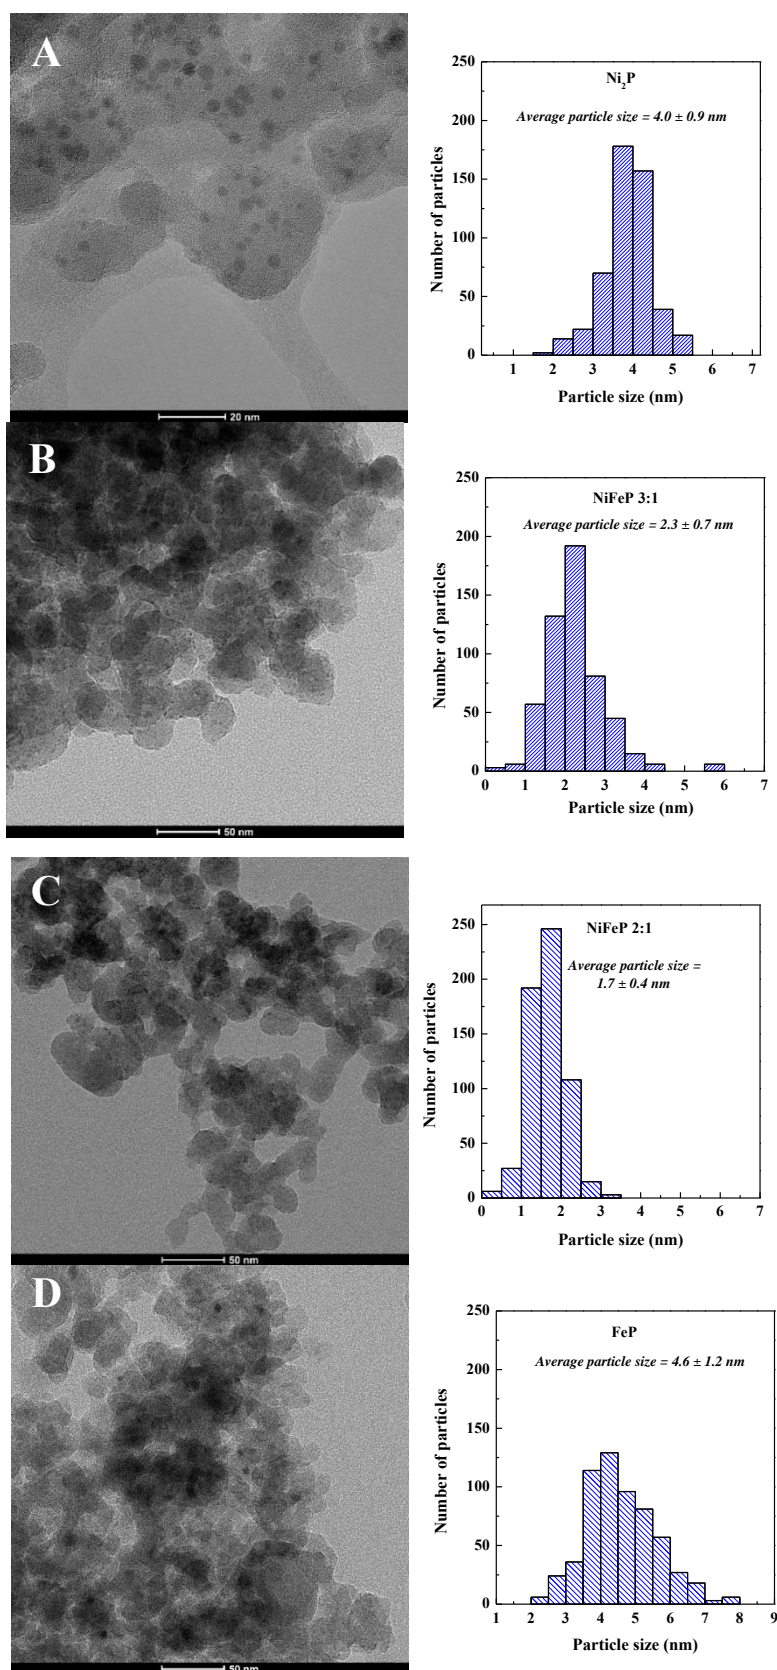 A
20 nm
250
200
150
100
50
0
Number of particles
Ni₂P
Average particle size = 4.0 ± 0.9 nm
1 2 3 4 5 6 7
Particle size (nm)
B
50 nm
250
200
150
100
50
0
Number of particles
NiFeP 3:1
Average particle size = 2.3 ± 0.7 nm
0 1 2 3 4 5 6 7
Particle size (nm)
C
50 nm
250
200
150
100
50
0
Number of particles
NiFeP 2:1
Average particle size =
1.7 ± 0.4 nm
0 1 2 3 4 5 6 7
Particle size (nm)
D
50 nm
250
200
150
100
50
0
Number of particles
FeP
Average particle size = 4.6 ± 1.2 nm
1 2 3 4 5 6 7 8 9
Particle size (nm)